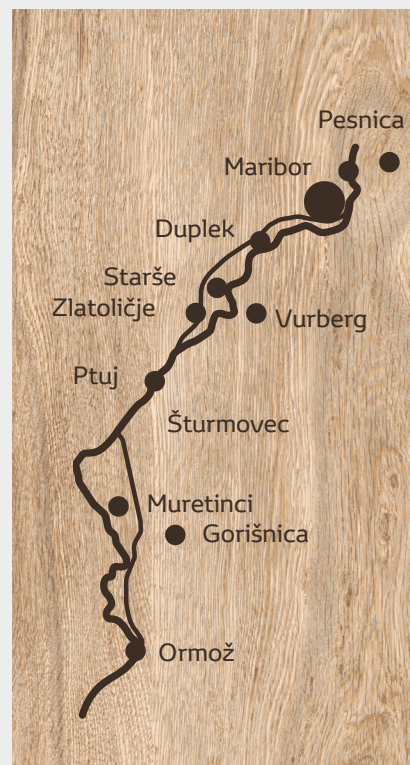 Pesnica
Maribor
Duplek
Starše
Zlatoličje
Vurberg
Ptuj
Šturmovec
Muretinci
Gorišnica
Ormož